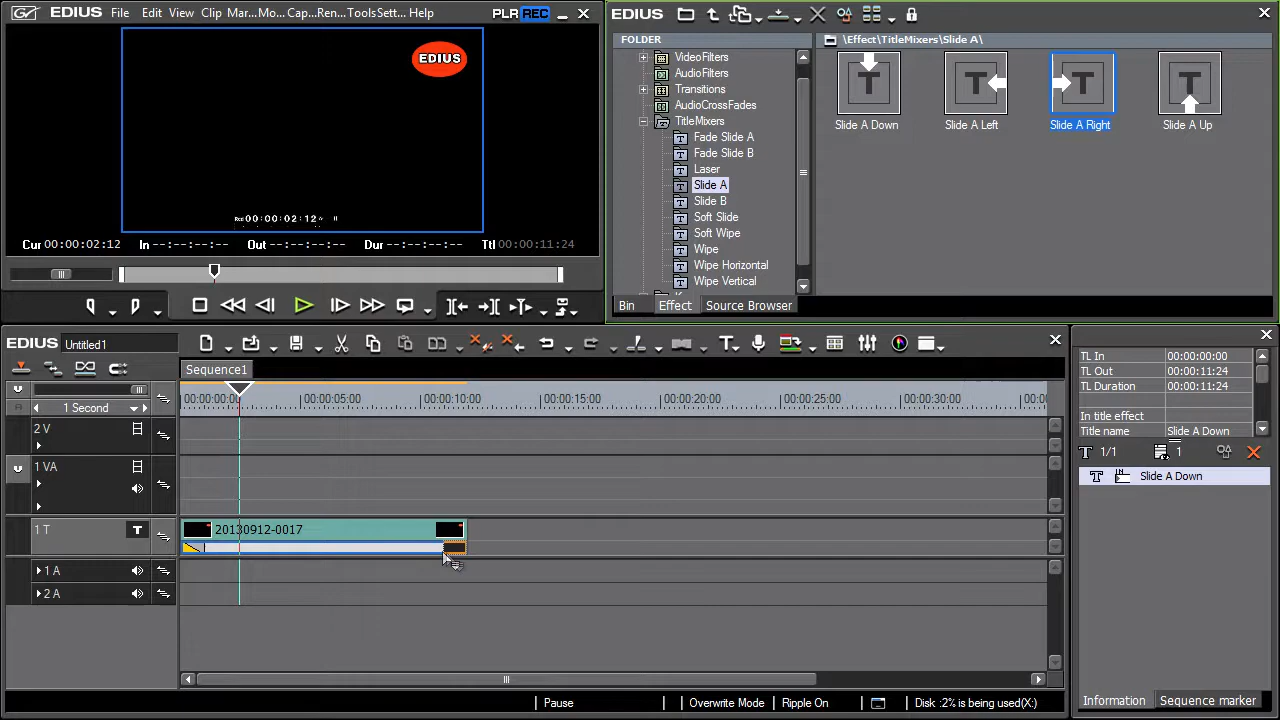 File Edit View Clip Mar...Mo... Cap...Ren... ToolsSett... Help PLR REC
EDIUS
Rcd 00:00:02:12
Cur 00:00:02:12 In --:--:--:-- Out --:--:--:-- Dur --:--:--:-- Ttl 00:00:11:24
EDIUS
FOLDER
VideoFilters
AudioFilters
Transitions
AudioCrossFades
TitleMixers
Fade Slide A
Fade Slide B
Laser
Slide A
Slide B
Soft Slide
Soft Wipe
Wipe
Wipe Horizontal
Wipe Vertical
\Effect\TitleMixers\Slide A\
T T T T
Slide A Down Slide A Left Slide A Right Slide A Up
Bin Effect Source Browser
EDIUS Untitled1
Sequence1
1 Second 00:00:00:00 00:00:05:00 00:00:10:00 00:00:15:00 00:00:20:00 00:00:25:00 00:00:30:00 00:00
2 V
1 VA
1 T T 20130912-0017
1 A
2 A
TL In 00:00:00:00
TL Out 00:00:11:24
TL Duration 00:00:11:24
In title effect
Title name Slide A Down
T 1/1 1
T Slide A Down
Information Sequence marker
Pause Overwrite Mode Ripple On Disk :2% is being used(X:)